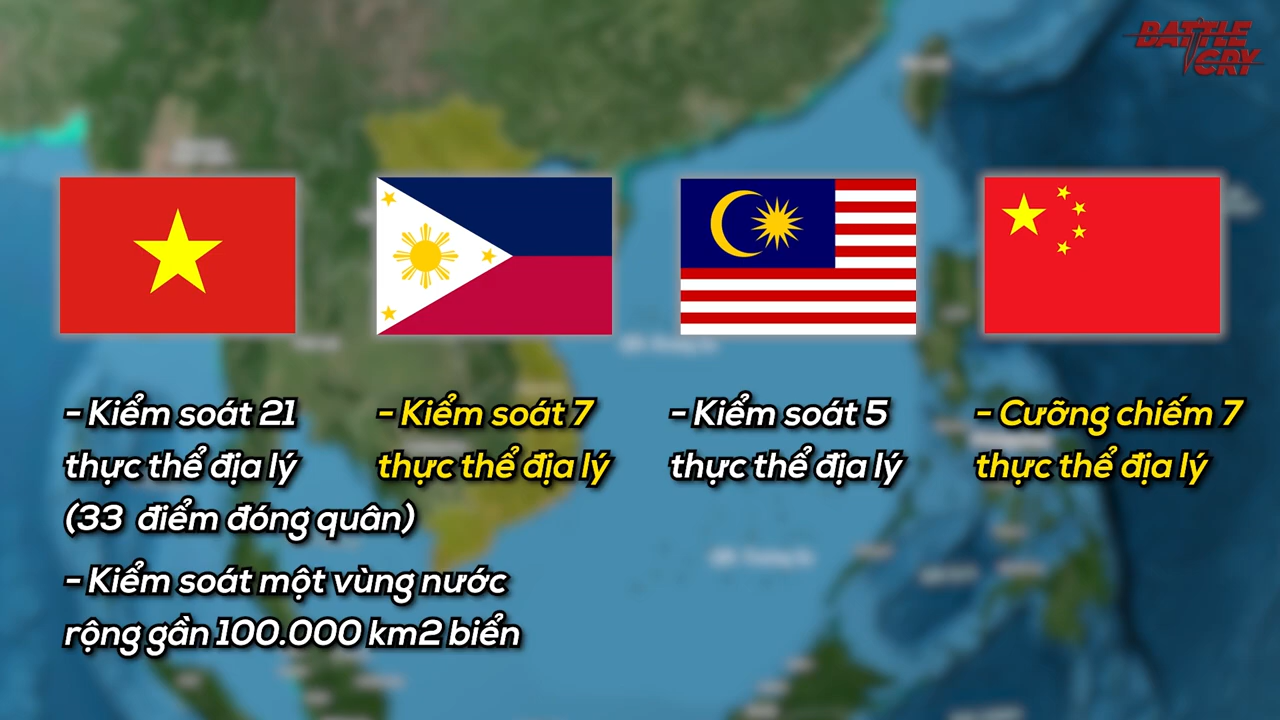 BATTLE
CRY
- Kiểm soát 21
thực thể địa lý
(33 điểm đóng quân)
- Kiểm soát một vùng nước
rộng gần 100.000 km2 biển
- Kiểm soát 7
thực thể địa lý
- Kiểm soát 5
thực thể địa lý
- Cưỡng chiếm 7
thực thể địa lý